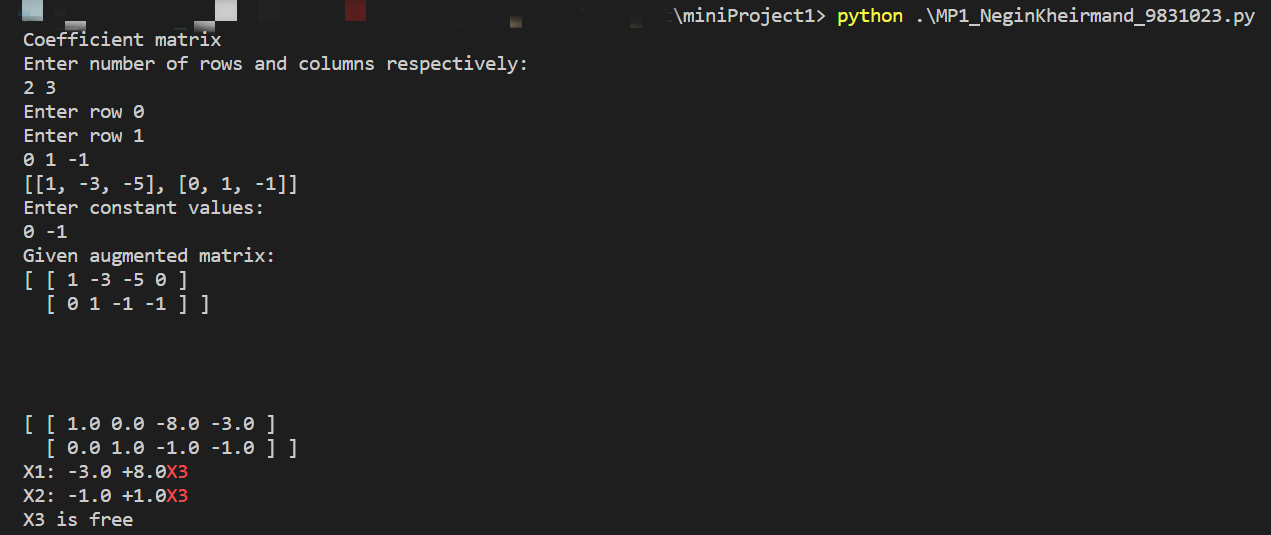 :\miniProject1> python .\MP1_NeginKheirmand_9831023.py
Coefficient matrix
Enter number of rows and columns respectively:
2 3
Enter row 0
Enter row 1
0 1 -1
[[1, -3, -5], [0, 1, -1]]
Enter constant values:
0 -1
Given augmented matrix:
[ [ 1 -3 -5 0 ]
[ 0 1 -1 -1 ] ]
[ [ 1.0 0.0 -8.0 -3.0 ]
[ 0.0 1.0 -1.0 -1.0 ] ]
X1: -3.0 +8.0X3
X2: -1.0 +1.0X3
X3 is free